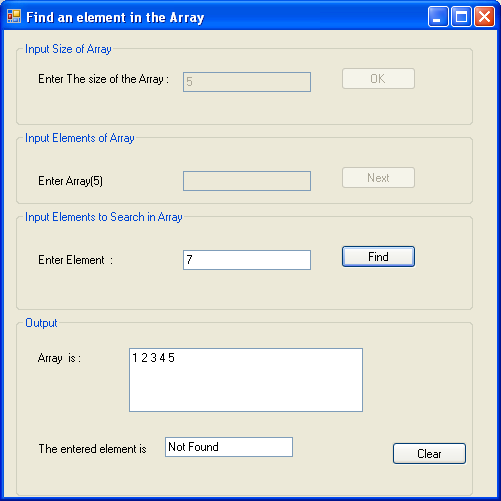 Find an element in the Array
Input Size of Array
Enter The size of the Array : 5 OK
Input Elements of Array
Enter Array(5) Next
Input Elements to Search in Array
Enter Element : 7 Find
Output
Array is : 1 2 3 4 5
The entered element is Not Found Clear